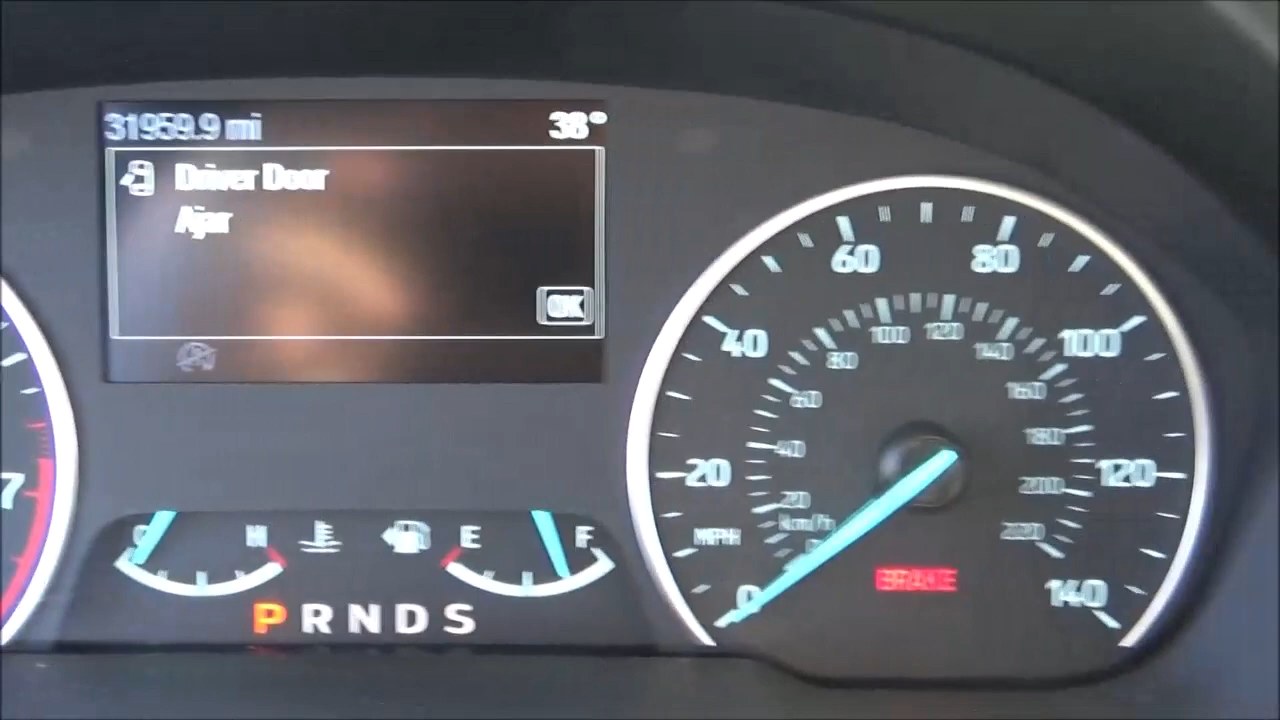 31959.9 mi 38°
Driver Door
Ajar
OK
7
C H
E F
P R N D S
0 20 40 60 80 100 120 140
MPH
20 40 60 80 100 120 140 160 180 200 220
km/h
BRAKE